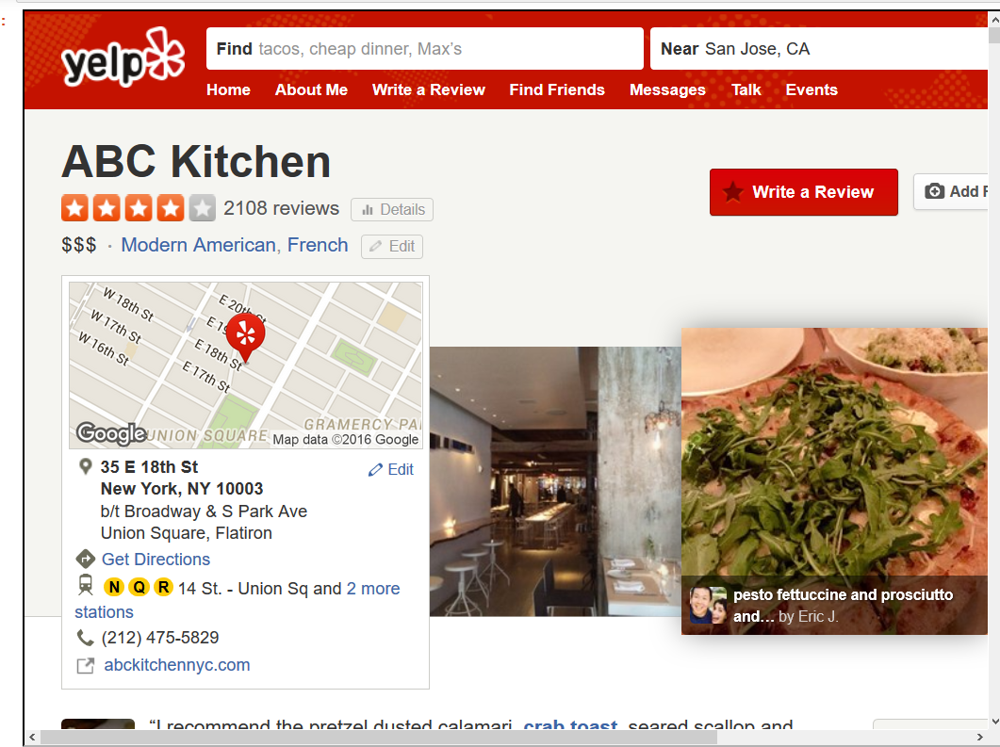 :
yelp
Find tacos, cheap dinner, Max's
Near San Jose, CA
Home About Me Write a Review Find Friends Messages Talk Events
ABC Kitchen
2108 reviews Details
Write a Review
Add
$$$ · Modern American, French Edit
W 18th St
W 17th St
W 16th St
E 20th St
E 18th St
E 17th St
GRAMERCY
UNION SQUARE
Google
Map data ©2016 Google
35 E 18th St Edit
New York, NY 10003
b/t Broadway & S Park Ave
Union Square, Flatiron
Get Directions
N Q R 14 St. - Union Sq and 2 more
stations
(212) 475-5829
abckitchennyc.com
pesto fettuccine and prosciutto
and... by Eric J.
“I recommend the pretzel dusted calamari, crab toast, seared scallop and